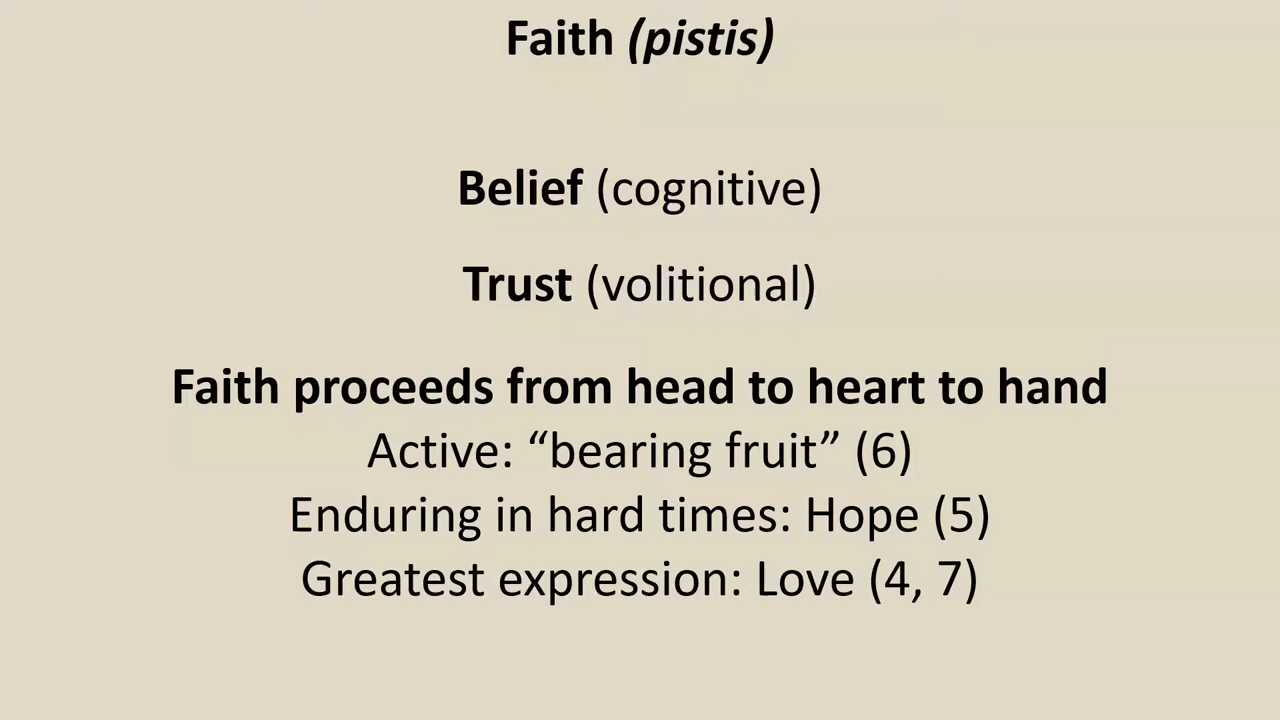 Faith (pistis)
Belief (cognitive)
Trust (volitional)
Faith proceeds from head to heart to hand
Active: “bearing fruit” (6)
Enduring in hard times: Hope (5)
Greatest expression: Love (4, 7)